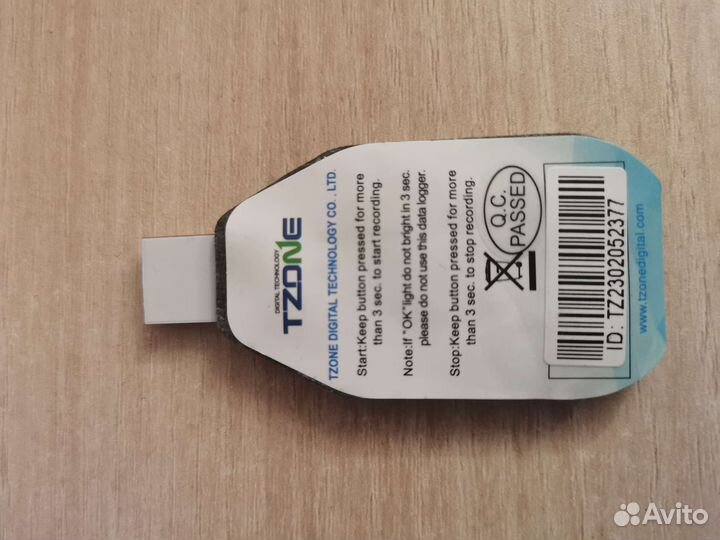 DIGITAL TECHNOLOGY
TZONE
TZONE DIGITAL TECHNOLOGY CO . LTD.
Start:Keep button pressed for more
than 3 sec. to start recording.
Note:If "OK"light do not bright in 3 sec.
please do not use this data logger.
Stop:Keep button pressed for more
than 3 sec. to stop recording.
Q.C.
PASSED
ID: TZ2302052377
www.tzonedigital.com
Avito